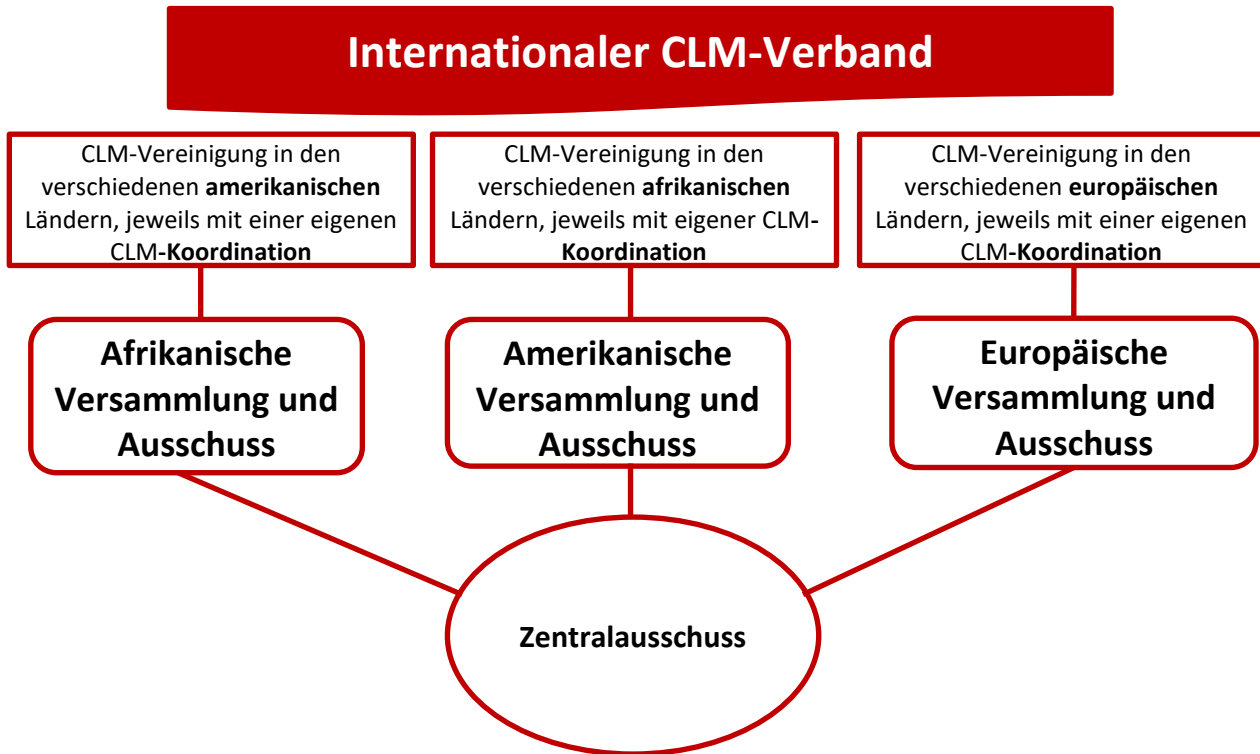 Internationaler CLM-Verband
CLM-Vereinigung in den
verschiedenen amerikanischen
Ländern, jeweils mit einer eigenen
CLM-Koordination
CLM-Vereinigung in den
verschiedenen afrikanischen
Ländern, jeweils mit eigener CLM-
Koordination
CLM-Vereinigung in den
verschiedenen europäischen
Ländern, jeweils mit einer eigenen
CLM-Koordination
Afrikanische
Versammlung und
Ausschuss
Amerikanische
Versammlung und
Ausschuss
Europäische
Versammlung und
Ausschuss
Zentralausschuss